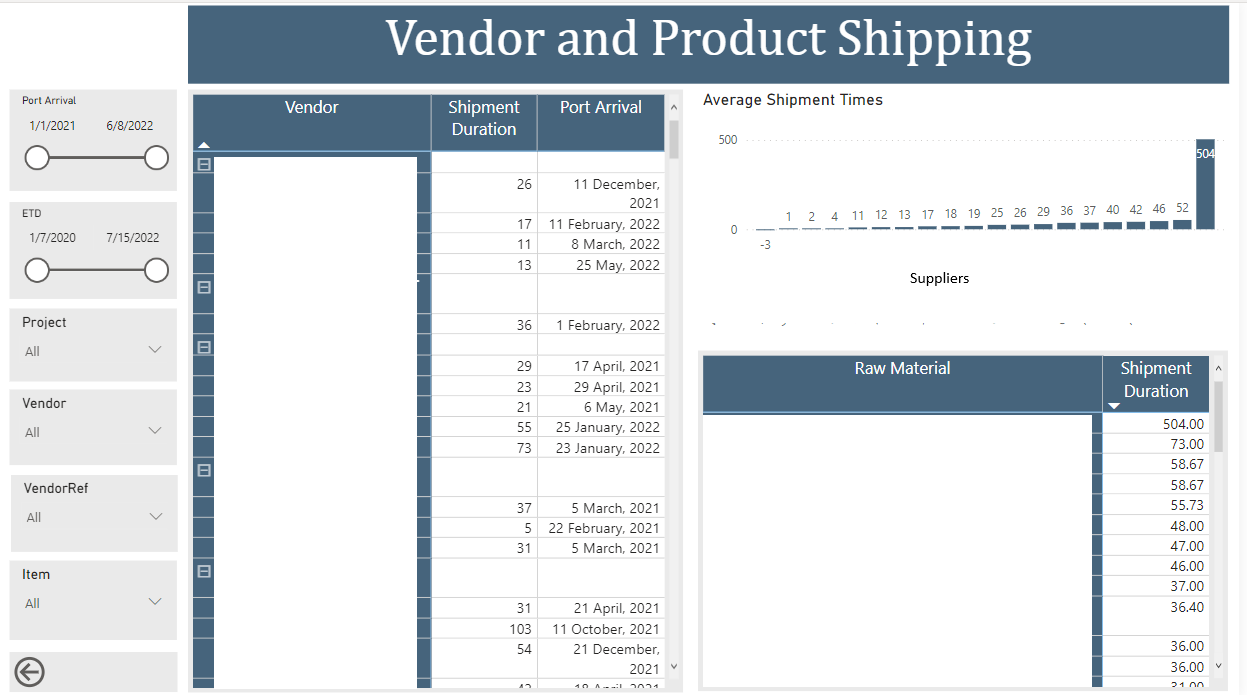 Vendor and Product Shipping
Port Arrival
1/1/2021 6/8/2022
ETD
1/7/2020 7/15/2022
Project
All
Vendor
All
VendorRef
All
Item
All
Vendor Shipment Duration Port Arrival
26 11 December, 2021
17 11 February, 2022
11 8 March, 2022
13 25 May, 2022
36 1 February, 2022
29 17 April, 2021
23 29 April, 2021
21 6 May, 2021
55 25 January, 2022
73 23 January, 2022
37 5 March, 2021
5 22 February, 2021
31 5 March, 2021
31 21 April, 2021
103 11 October, 2021
54 21 December, 2021
42 18 April, 2021
Average Shipment Times
500
504
1 2 4 11 12 13 17 18 19 25 26 29 36 37 40 42 46 52
0
-3
Suppliers
Raw Material Shipment Duration
504.00
73.00
58.67
58.67
55.73
48.00
47.00
46.00
37.00
36.40
36.00
36.00
31.00